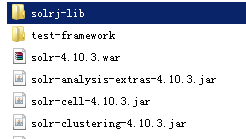 solrj-lib
test-framework
solr-4.10.3.war
solr-analysis-extras-4.10.3.jar
solr-cell-4.10.3.jar
solr-clustering-4.10.3.jar